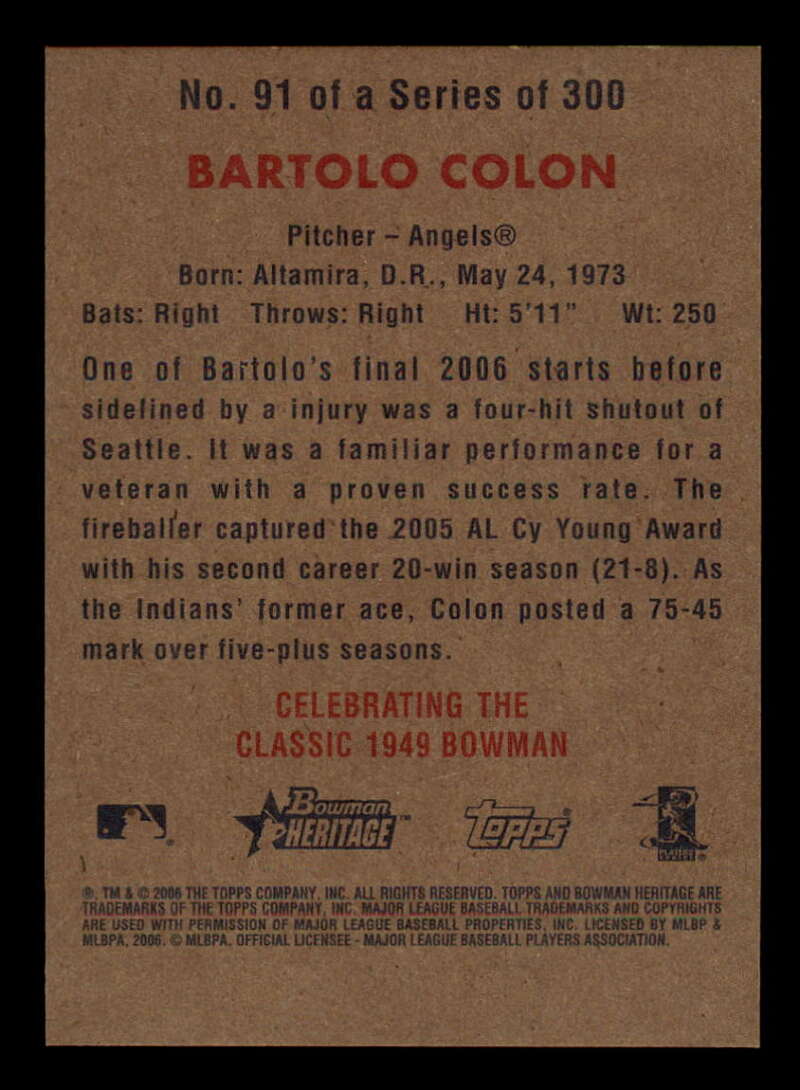 No. 91 of a Series of 300
BARTOLO COLON
Pitcher – Angels®
Born: Altamira, D.R., May 24, 1973
Bats: Right Throws: Right Ht: 5'11" Wt: 250
One of Bartolo's final 2006 starts before
sidelined by a injury was a four-hit shutout of
Seattle. It was a familiar performance for a
veteran with a proven success rate. The
fireballer captured the 2005 AL Cy Young Award
with his second career 20-win season (21-8). As
the Indians' former ace, Colon posted a 75-45
mark over five-plus seasons.
CELEBRATING THE
CLASSIC 1949 BOWMAN
Bowman HERITAGE™ Topps®
®, TM & © 2006 THE TOPPS COMPANY, INC. ALL RIGHTS RESERVED. TOPPS AND BOWMAN HERITAGE ARE
TRADEMARKS OF THE TOPPS COMPANY, INC. MAJOR LEAGUE BASEBALL TRADEMARKS AND COPYRIGHTS
ARE USED WITH PERMISSION OF MAJOR LEAGUE BASEBALL PROPERTIES, INC. LICENSED BY MLBP &
MLBPA, 2006. © MLBPA. OFFICIAL LICENSEE - MAJOR LEAGUE BASEBALL PLAYERS ASSOCIATION.